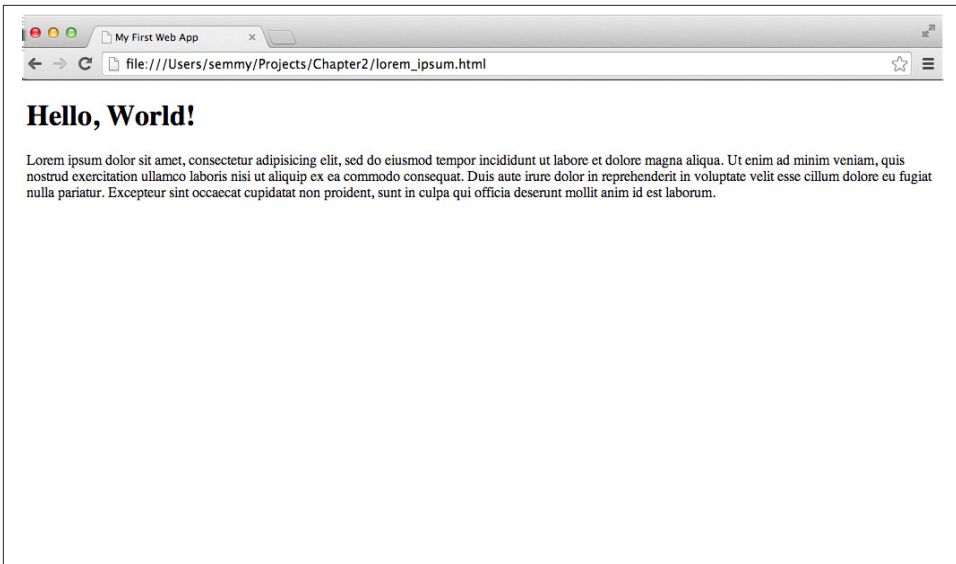 My First Web App
file:///Users/semmy/Projects/Chapter2/lorem_ipsum.html
Hello, World!
Lorem ipsum dolor sit amet, consectetur adipisicing elit, sed do eiusmod tempor incididunt ut labore et dolore magna aliqua. Ut enim ad minim veniam, quis
nostrud exercitation ullamco laboris nisi ut aliquip ex ea commodo consequat. Duis aute irure dolor in reprehenderit in voluptate velit esse cillum dolore eu fugiat
nulla pariatur. Excepteur sint occaecat cupidatat non proident, sunt in culpa qui officia deserunt mollit anim id est laborum.